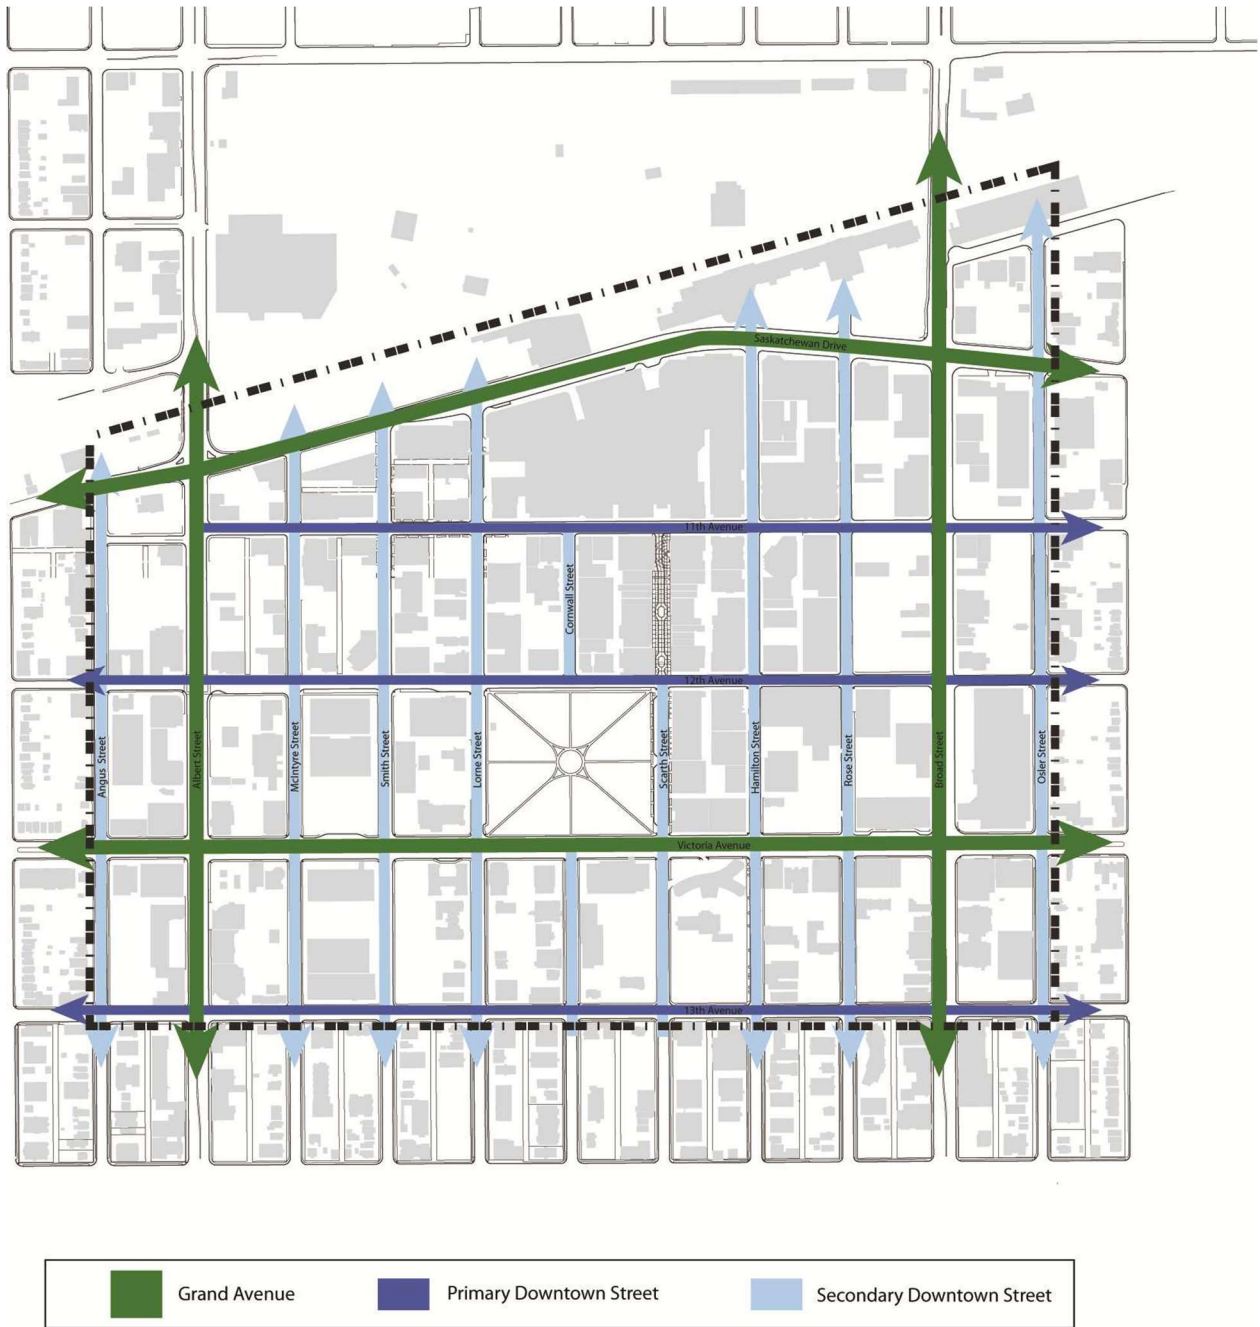 Saskatchewan Drive
11th Avenue
Cornwall Street
12th Avenue
Angus Street
Albert Street
McIntyre Street
Smith Street
Lorne Street
Scarth Street
Hamilton Street
Rose Street
Broad Street
Osler Street
Victoria Avenue
13th Avenue
Grand Avenue
Primary Downtown Street
Secondary Downtown Street